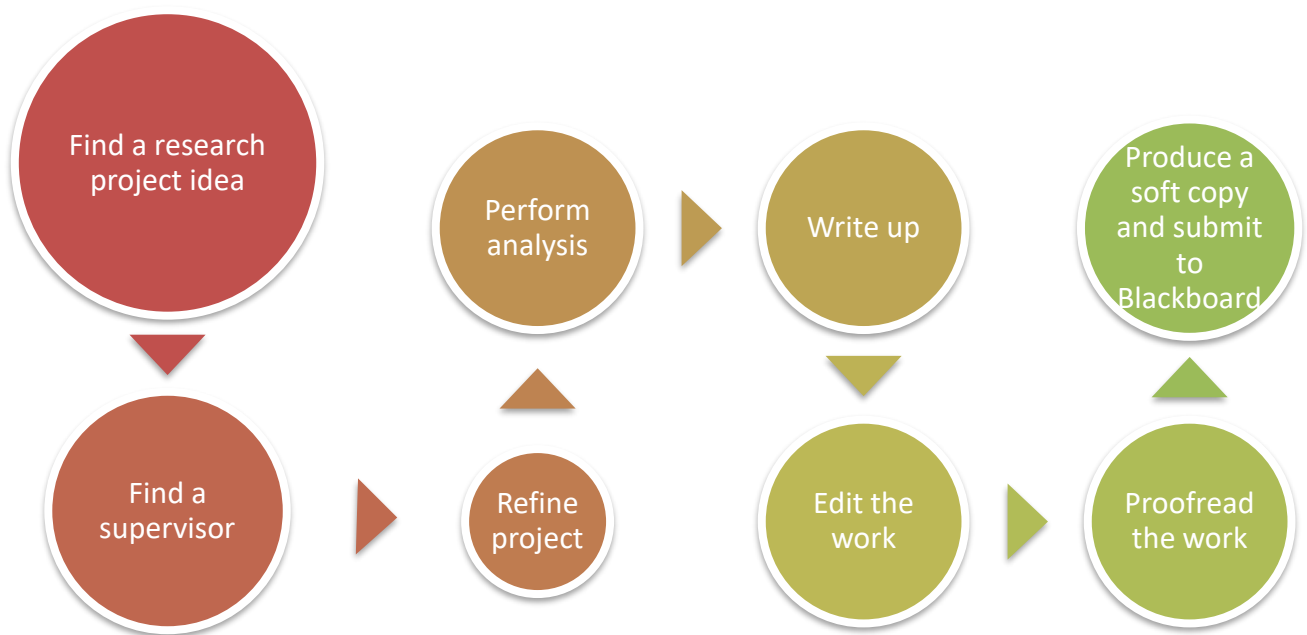 Find a research
project idea
Find a
supervisor
Refine
project
Perform
analysis
Write up
Edit the
work
Proofread
the work
Produce a
soft copy
and submit
to
Blackboard